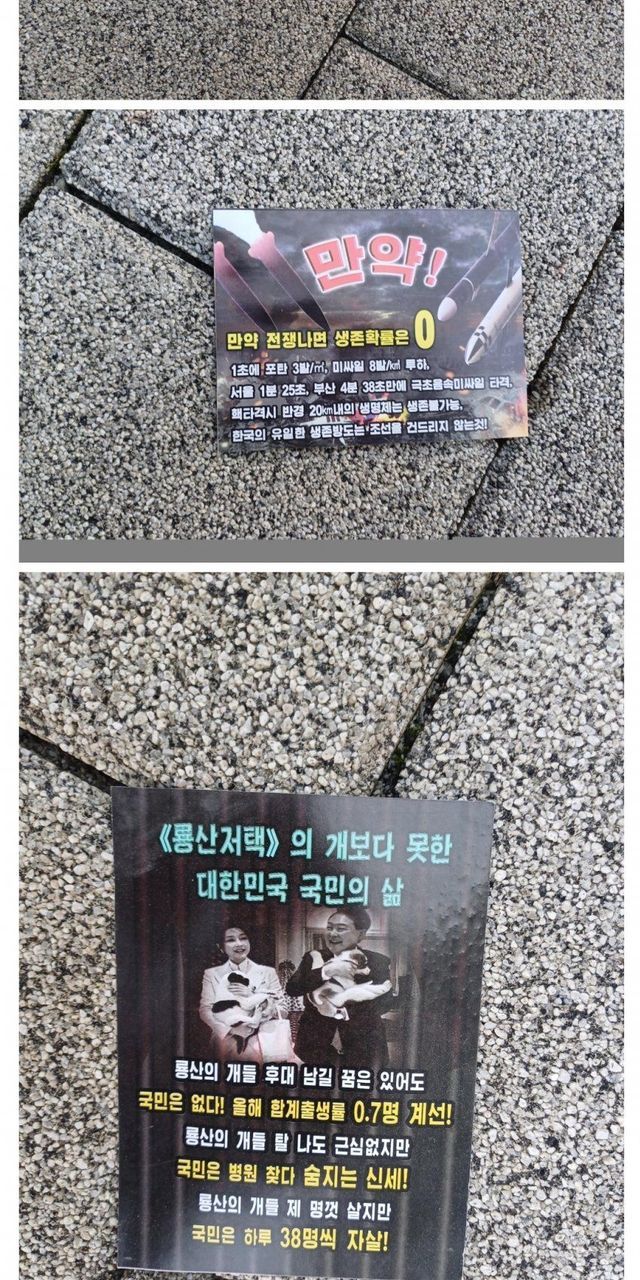 만약!
만약 전쟁나면 생존확률은 0
1초에 포탄 3발/㎡, 미싸일 8발/㎢ 투하,
서울 1분 25초, 부산 4분 38초만에 극초음속미싸일 타격,
핵타격시 반경 20㎞내의 생명체는 생존불가능,
한국의 유일한 생존방도는 조선을 건드리지 않는것!
《룡산저택》의 개보다 못한
대한민국 국민의 삶
룡산의 개들 후대 남길 꿈은 있어도
국민은 없다! 올해 합계출생률 0.7명 계선!
룡산의 개들 탈 나도 근심없지만
국민은 병원 찾다 숨지는 신세!
룡산의 개들 제 명껏 살지만
국민은 하루 38명씩 자살!